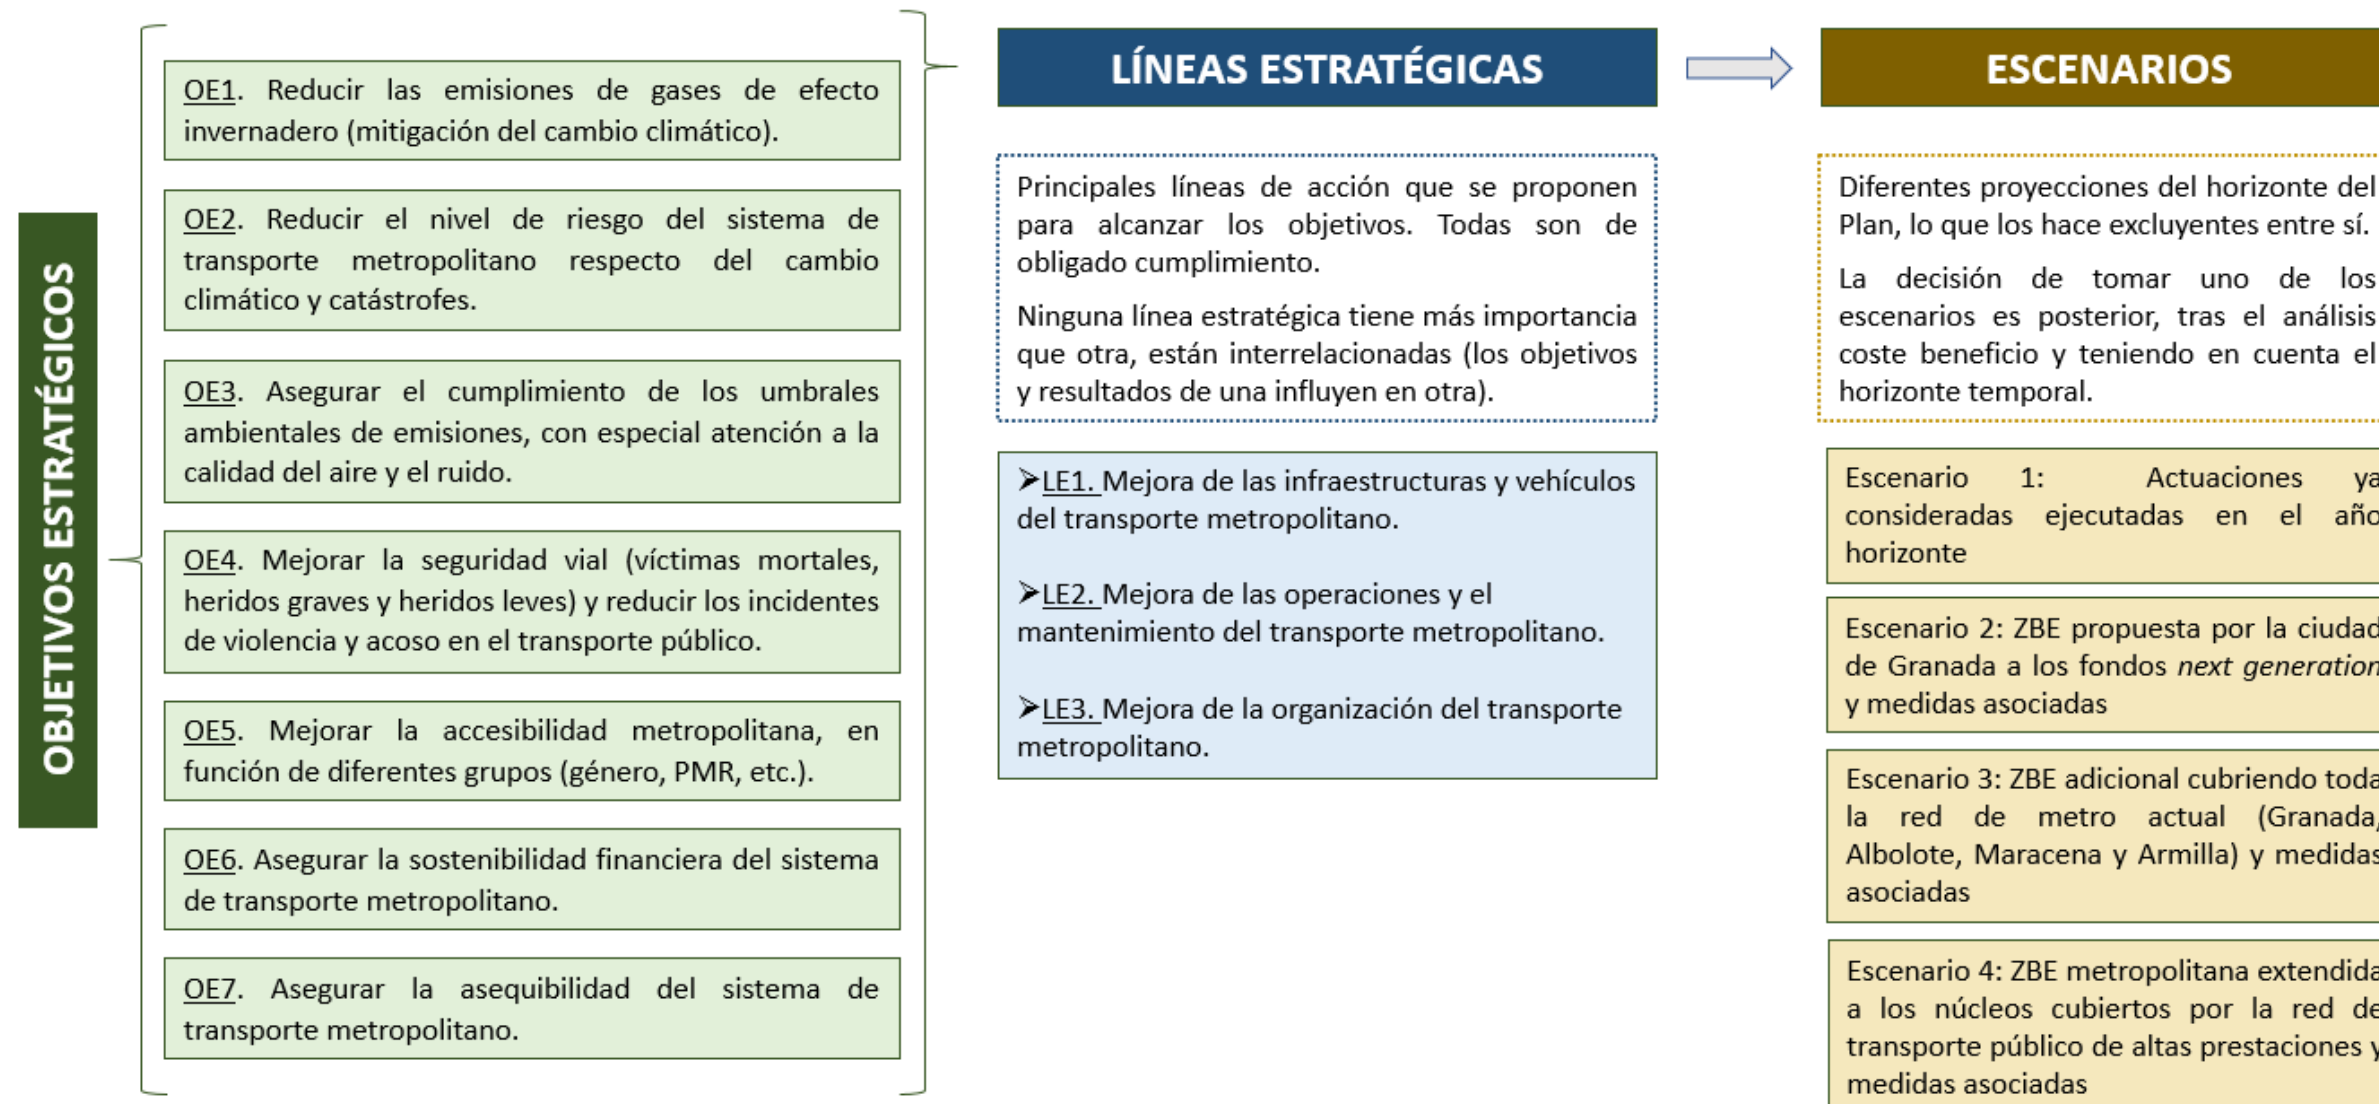 OBJETIVOS ESTRATÉGICOS
OE1. Reducir las emisiones de gases de efecto
invernadero (mitigación del cambio climático).
OE2. Reducir el nivel de riesgo del sistema de
transporte metropolitano respecto del cambio
climático y catástrofes.
OE3. Asegurar el cumplimiento de los umbrales
ambientales de emisiones, con especial atención a la
calidad del aire y el ruido.
OE4. Mejorar la seguridad vial (víctimas mortales,
heridos graves y heridos leves) y reducir los incidentes
de violencia y acoso en el transporte público.
OE5. Mejorar la accesibilidad metropolitana, en
función de diferentes grupos (género, PMR, etc.).
OE6. Asegurar la sostenibilidad financiera del sistema
de transporte metropolitano.
OE7. Asegurar la asequibilidad del sistema de
transporte metropolitano.
LÍNEAS ESTRATÉGICAS
Principales líneas de acción que se proponen
para alcanzar los objetivos. Todas son de
obligado cumplimiento.
Ninguna línea estratégica tiene más importancia
que otra, están interrelacionadas (los objetivos
y resultados de una influyen en otra).
➢LE1. Mejora de las infraestructuras y vehículos
del transporte metropolitano.
➢LE2. Mejora de las operaciones y el
mantenimiento del transporte metropolitano.
➢LE3. Mejora de la organización del transporte
metropolitano.
ESCENARIOS
Diferentes proyecciones del horizonte del
Plan, lo que los hace excluyentes entre sí.
La decisión de tomar uno de los
escenarios es posterior, tras el análisis
coste beneficio y teniendo en cuenta el
horizonte temporal.
Escenario 1: Actuaciones ya
consideradas ejecutadas en el año
horizonte
Escenario 2: ZBE propuesta por la ciudad
de Granada a los fondos next generation
y medidas asociadas
Escenario 3: ZBE adicional cubriendo toda
la red de metro actual (Granada,
Albolote, Maracena y Armilla) y medidas
asociadas
Escenario 4: ZBE metropolitana extendida
a los núcleos cubiertos por la red de
transporte público de altas prestaciones y
medidas asociadas